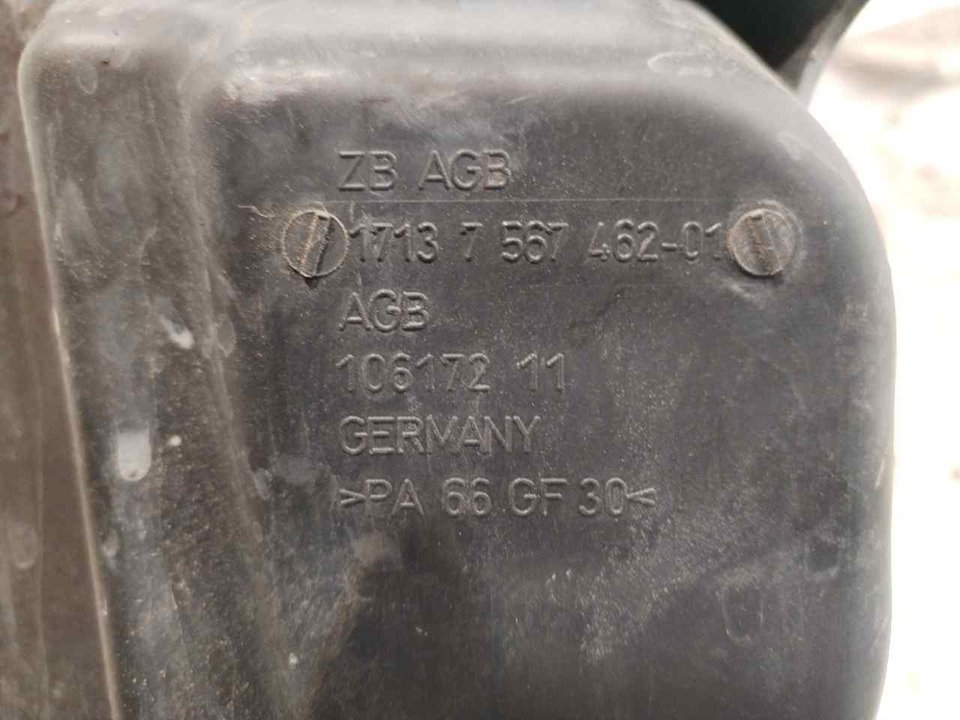 ZB AGB
1713 7 567 462-01
AGB
106172 11
GERMANY
>PA 66 GF 30<